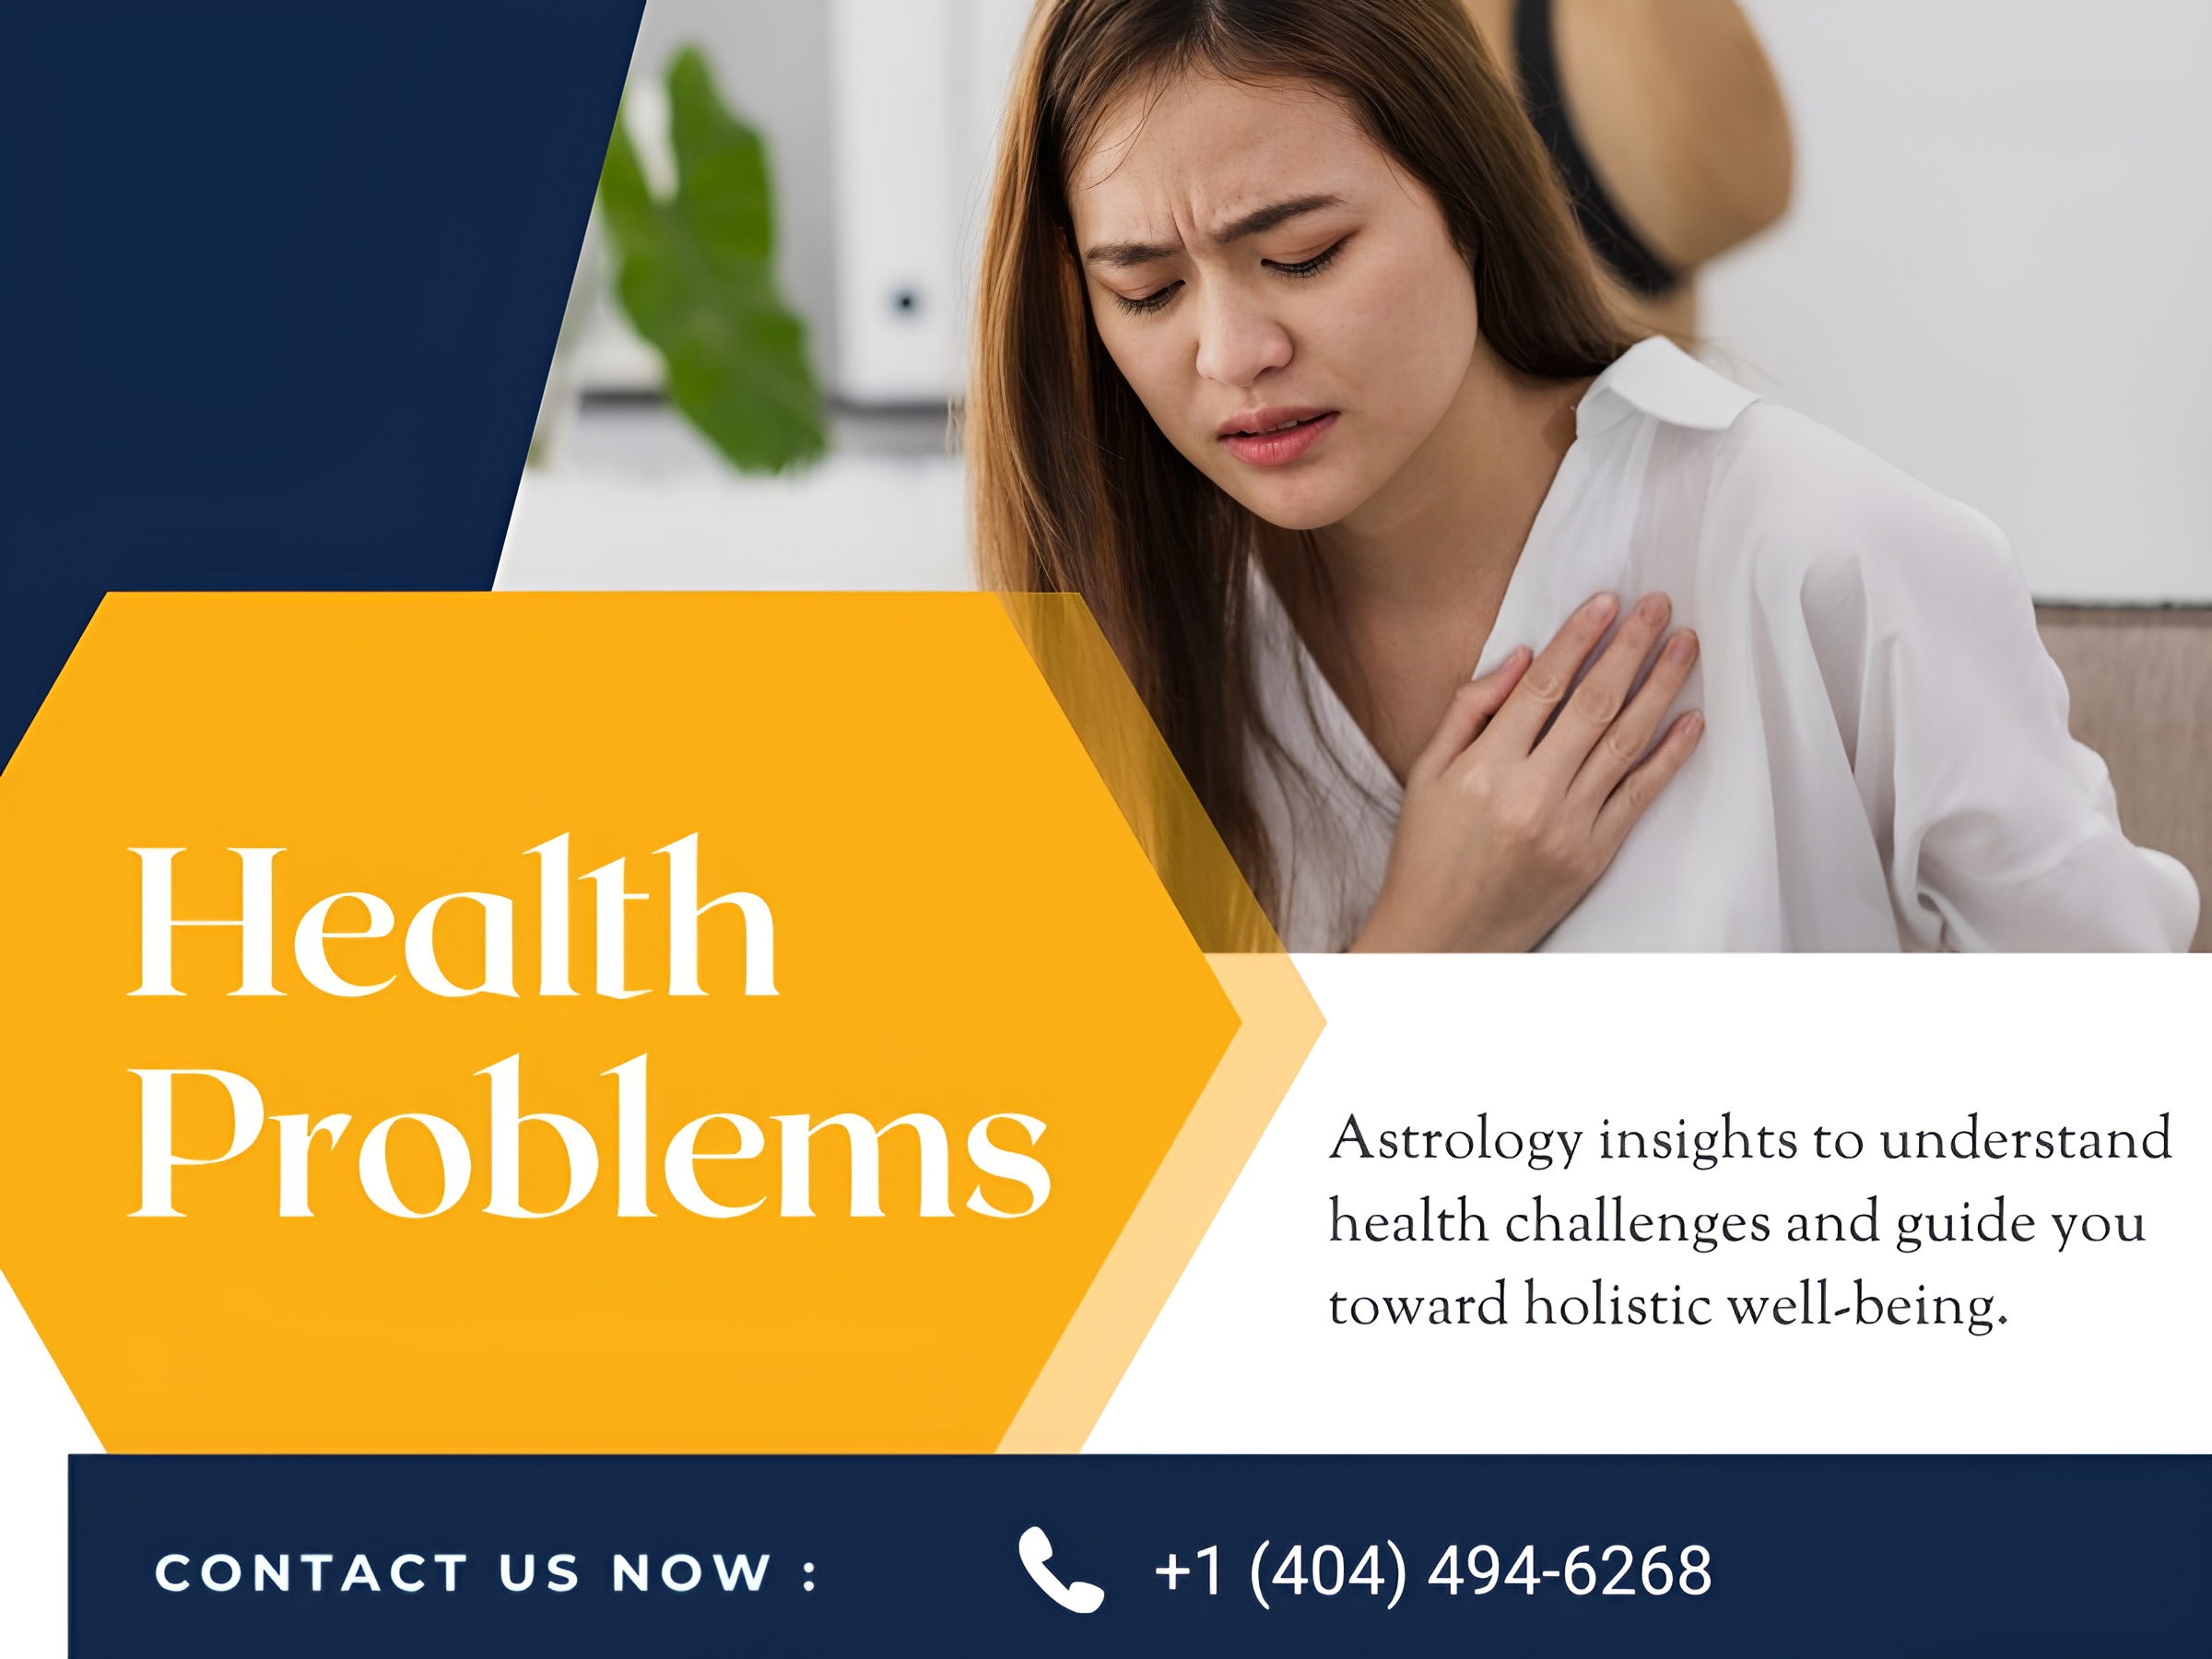 Health
Problems
Astrology insights to understand
health challenges and guide you
toward holistic well-being.
CONTACT US NOW :
+1 (404) 494-6268